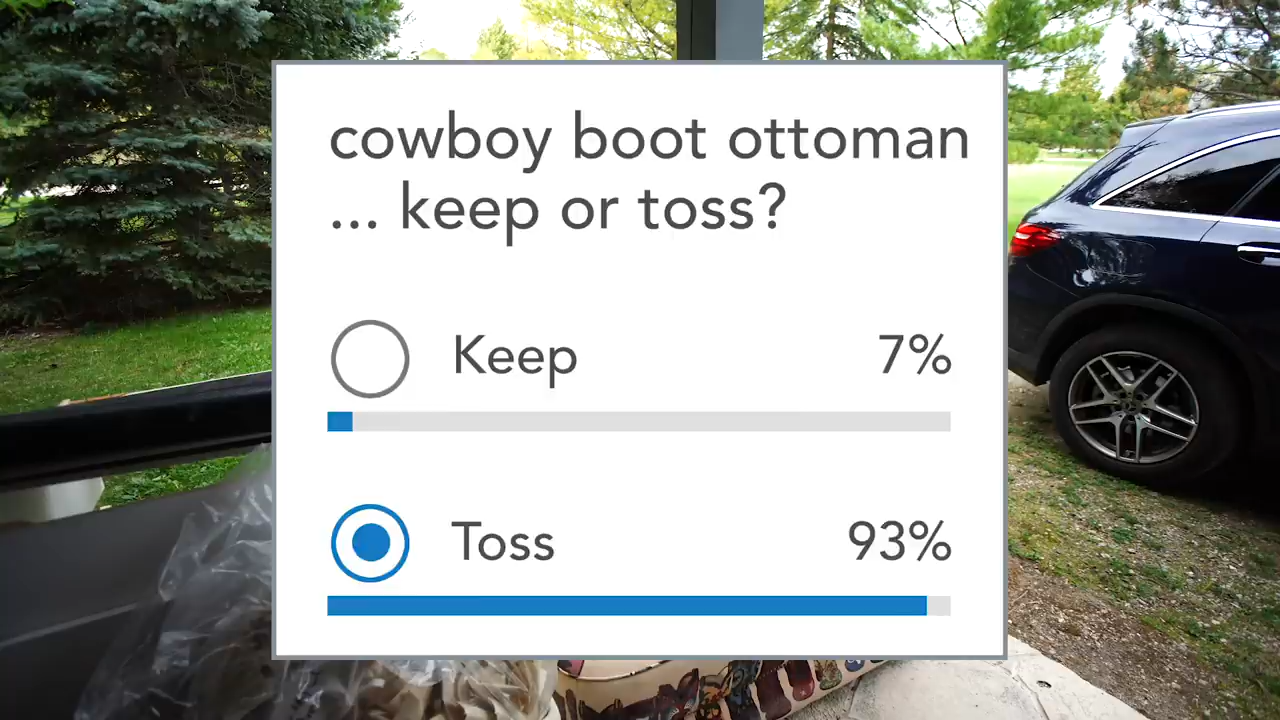 cowboy boot ottoman
... keep or toss?
Keep 7%
Toss 93%